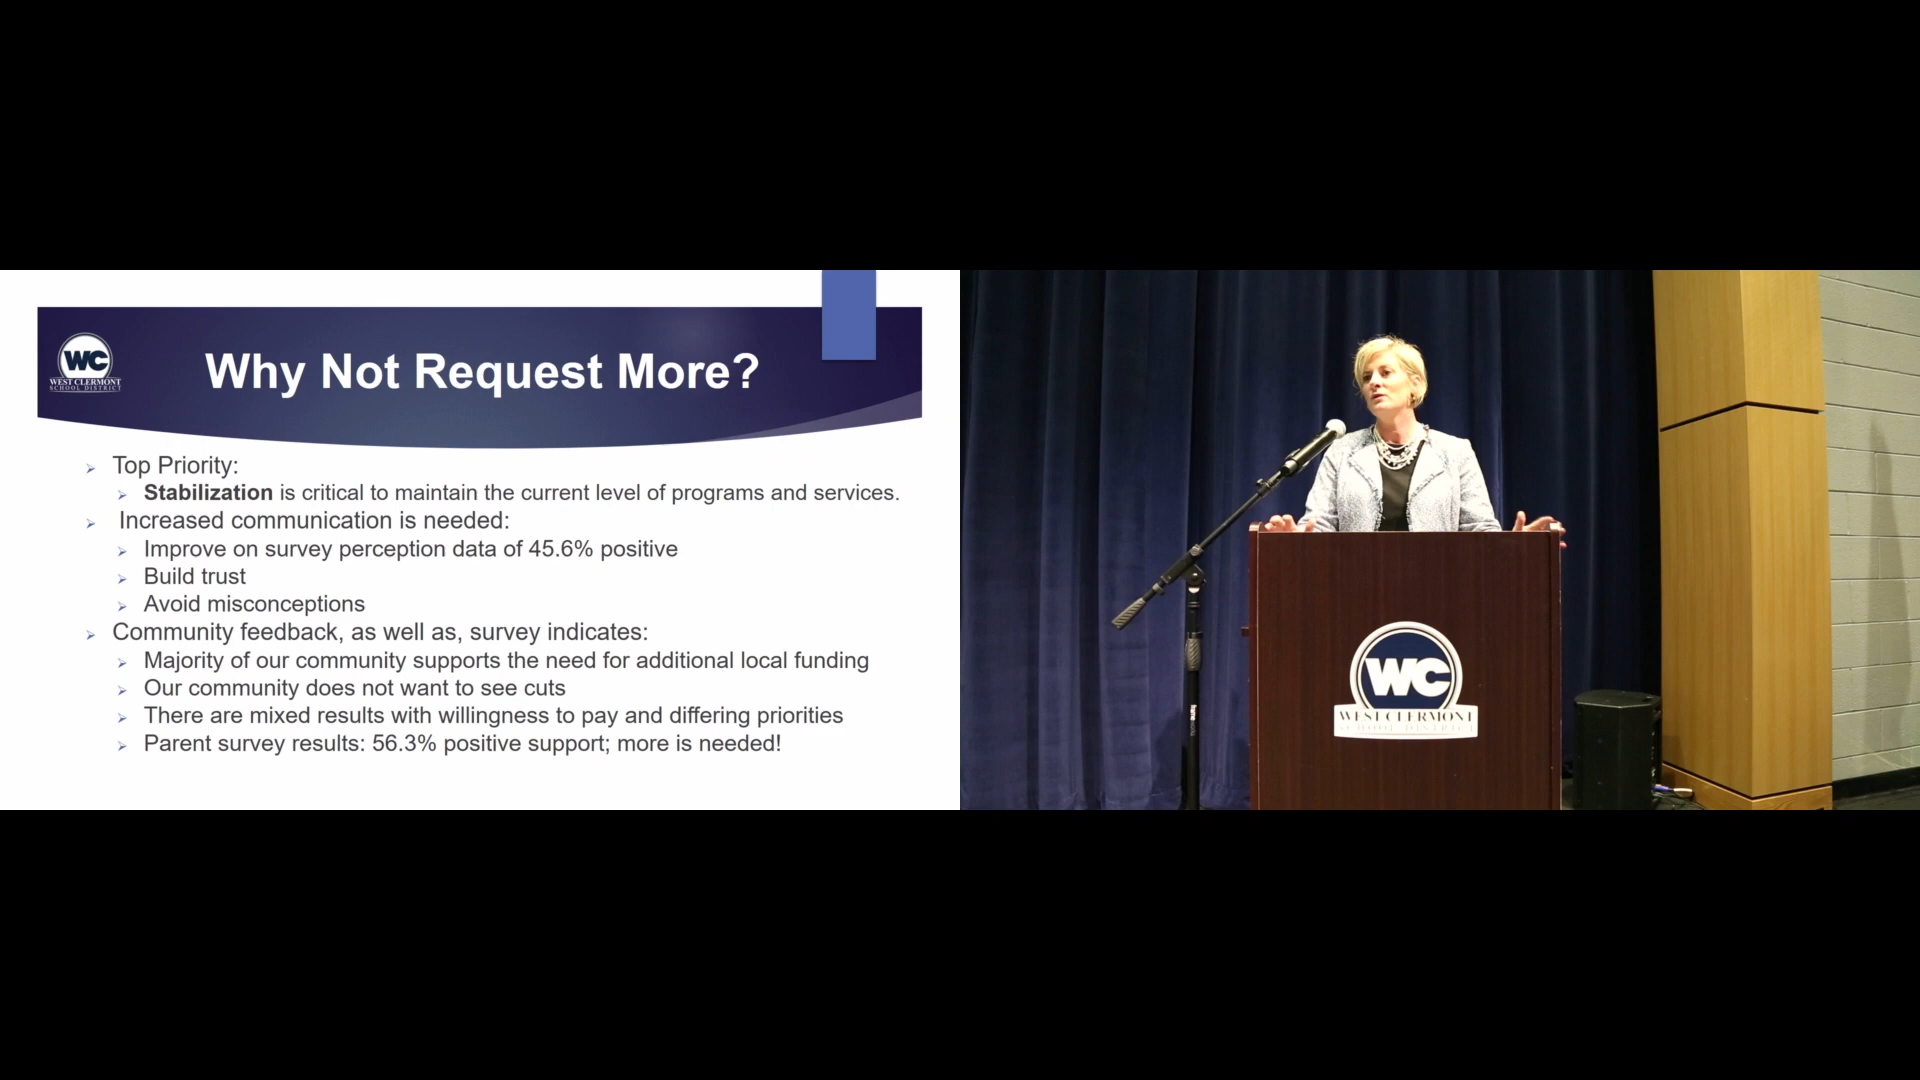 WC
WEST CLERMONT
SCHOOL DISTRICT
Why Not Request More?
Top Priority:
Stabilization is critical to maintain the current level of programs and services.
Increased communication is needed:
Improve on survey perception data of 45.6% positive
Build trust
Avoid misconceptions
Community feedback, as well as, survey indicates:
Majority of our community supports the need for additional local funding
Our community does not want to see cuts
There are mixed results with willingness to pay and differing priorities
Parent survey results: 56.3% positive support; more is needed!
WC
WEST CLERMONT
SCHOOL DISTRICT